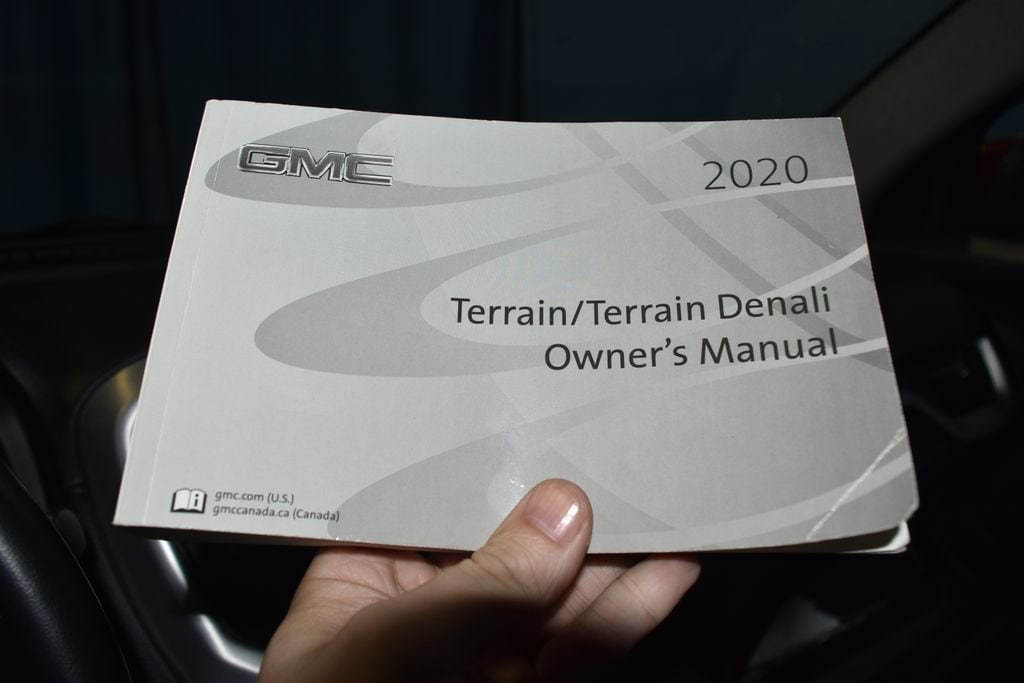 GMC
2020
Terrain/Terrain Denali
Owner's Manual
gmc.com (U.S.)
gmccanada.ca (Canada)